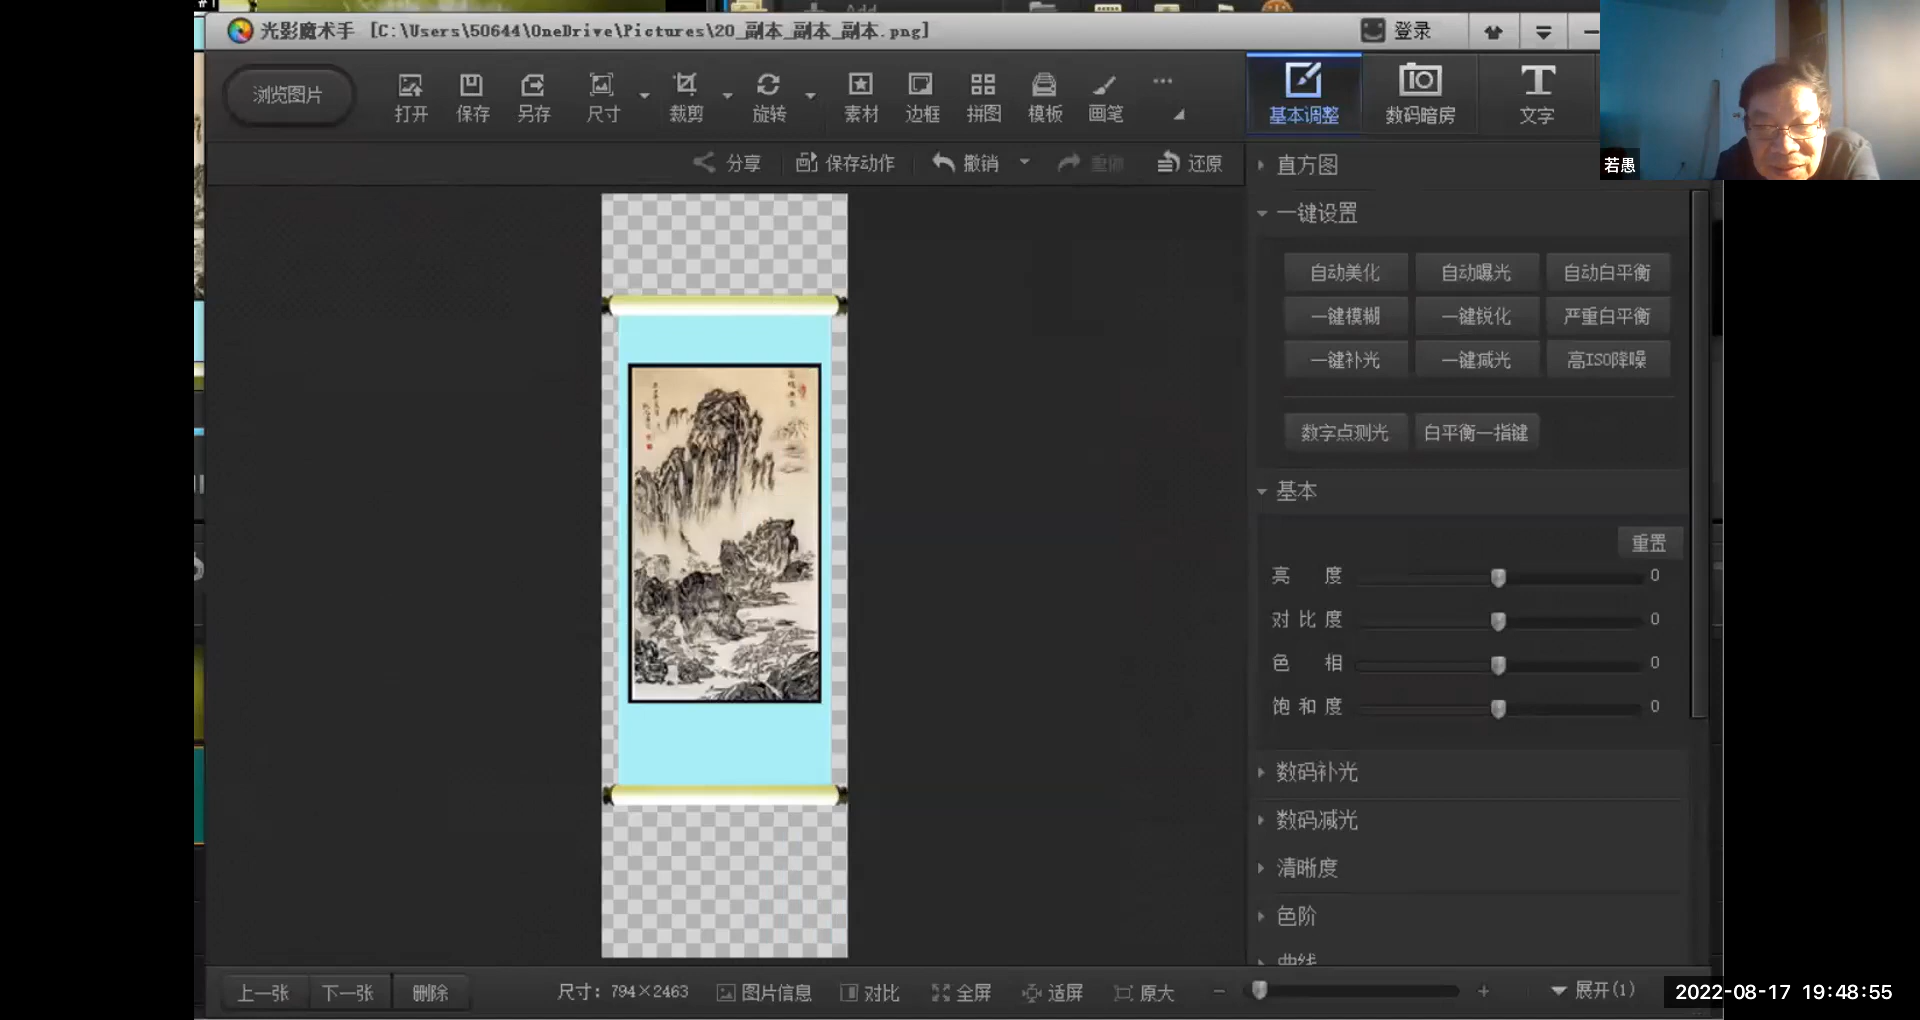 光影魔术手 [C:\Users\50644\OneDrive\Pictures\20_副本_副本_副本.png]
登录
浏览图片
打开 保存 另存 尺寸 裁剪 旋转 素材 边框 拼图 模板 画笔
基本调整 数码暗房 文字
若愚
分享 保存动作 撤销 重做 还原
直方图
一键设置
自动美化 自动曝光 自动白平衡
一键模糊 一键锐化 严重白平衡
一键补光 一键减光 高ISO降噪
数字点测光 白平衡一指键
基本
重置
亮度 0
对比度 0
色相 0
饱和度 0
数码补光
数码减光
清晰度
色阶
曲线
上一张 下一张 删除 尺寸: 794×2463 图片信息 对比 全屏 适屏 原大 展开(1)
2022-08-17 19:48:55